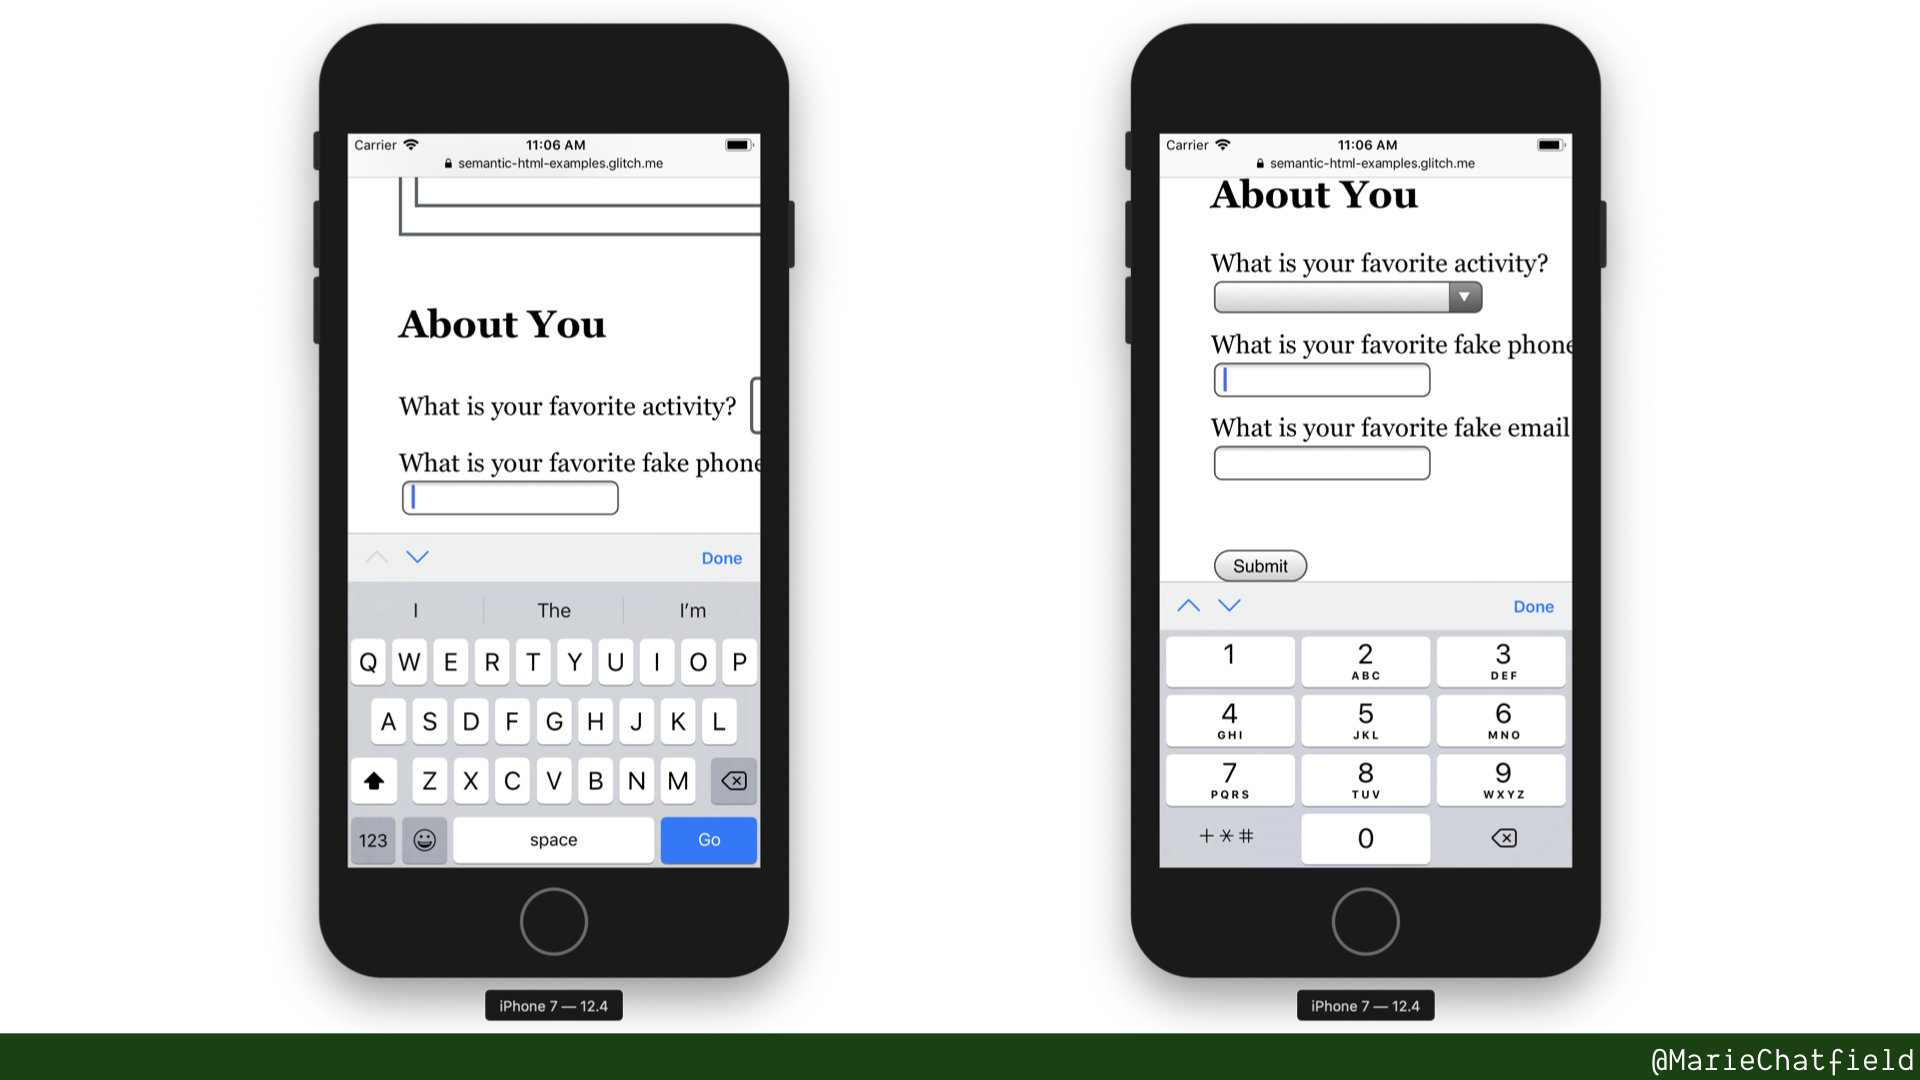 Carrier
11:06 AM
semantic-html-examples.glitch.me
About You
What is your favorite activity?
What is your favorite fake phone
Done
I The I'm
Q W E R T Y U I O P
A S D F G H J K L
Z X C V B N M
123 space Go
iPhone 7 — 12.4
Carrier
11:06 AM
semantic-html-examples.glitch.me
About You
What is your favorite activity?
What is your favorite fake phone
What is your favorite fake email
Submit
Done
1 2 3
ABC DEF
4 5 6
GHI JKL MNO
7 8 9
PQRS TUV WXYZ
+*# 0
iPhone 7 — 12.4
@MarieChatfield